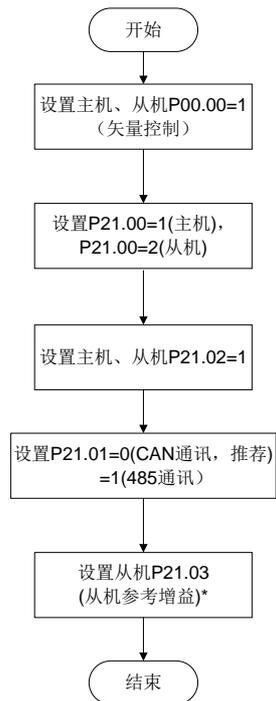 开始
设置主机、从机P00.00=1
（矢量控制）
设置P21.00=1(主机)，
P21.00=2(从机)
设置主机、从机P21.02=1
设置P21.01=0(CAN通讯，推荐)
=1(485通讯）
设置从机P21.03
(从机参考增益)*
结束